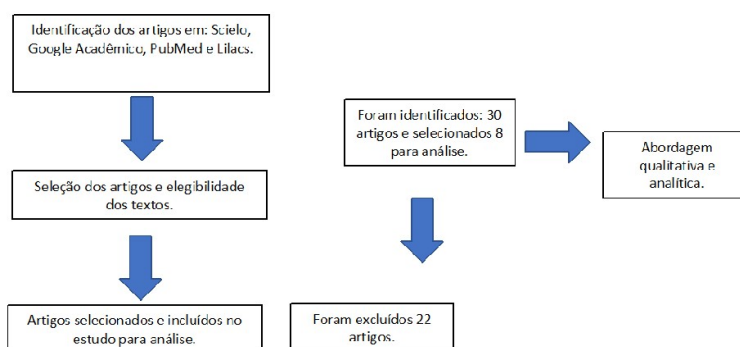 Identificação dos artigos em: Scielo,
Google Acadêmico, PubMed e Lilacs.
Seleção dos artigos e elegibilidade
dos textos.
Artigos selecionados e incluídos no
estudo para análise.
Foram identificados: 30
artigos e selecionados 8
para análise.
Foram excluídos 22
artigos.
Abordagem
qualitativa e
analítica.